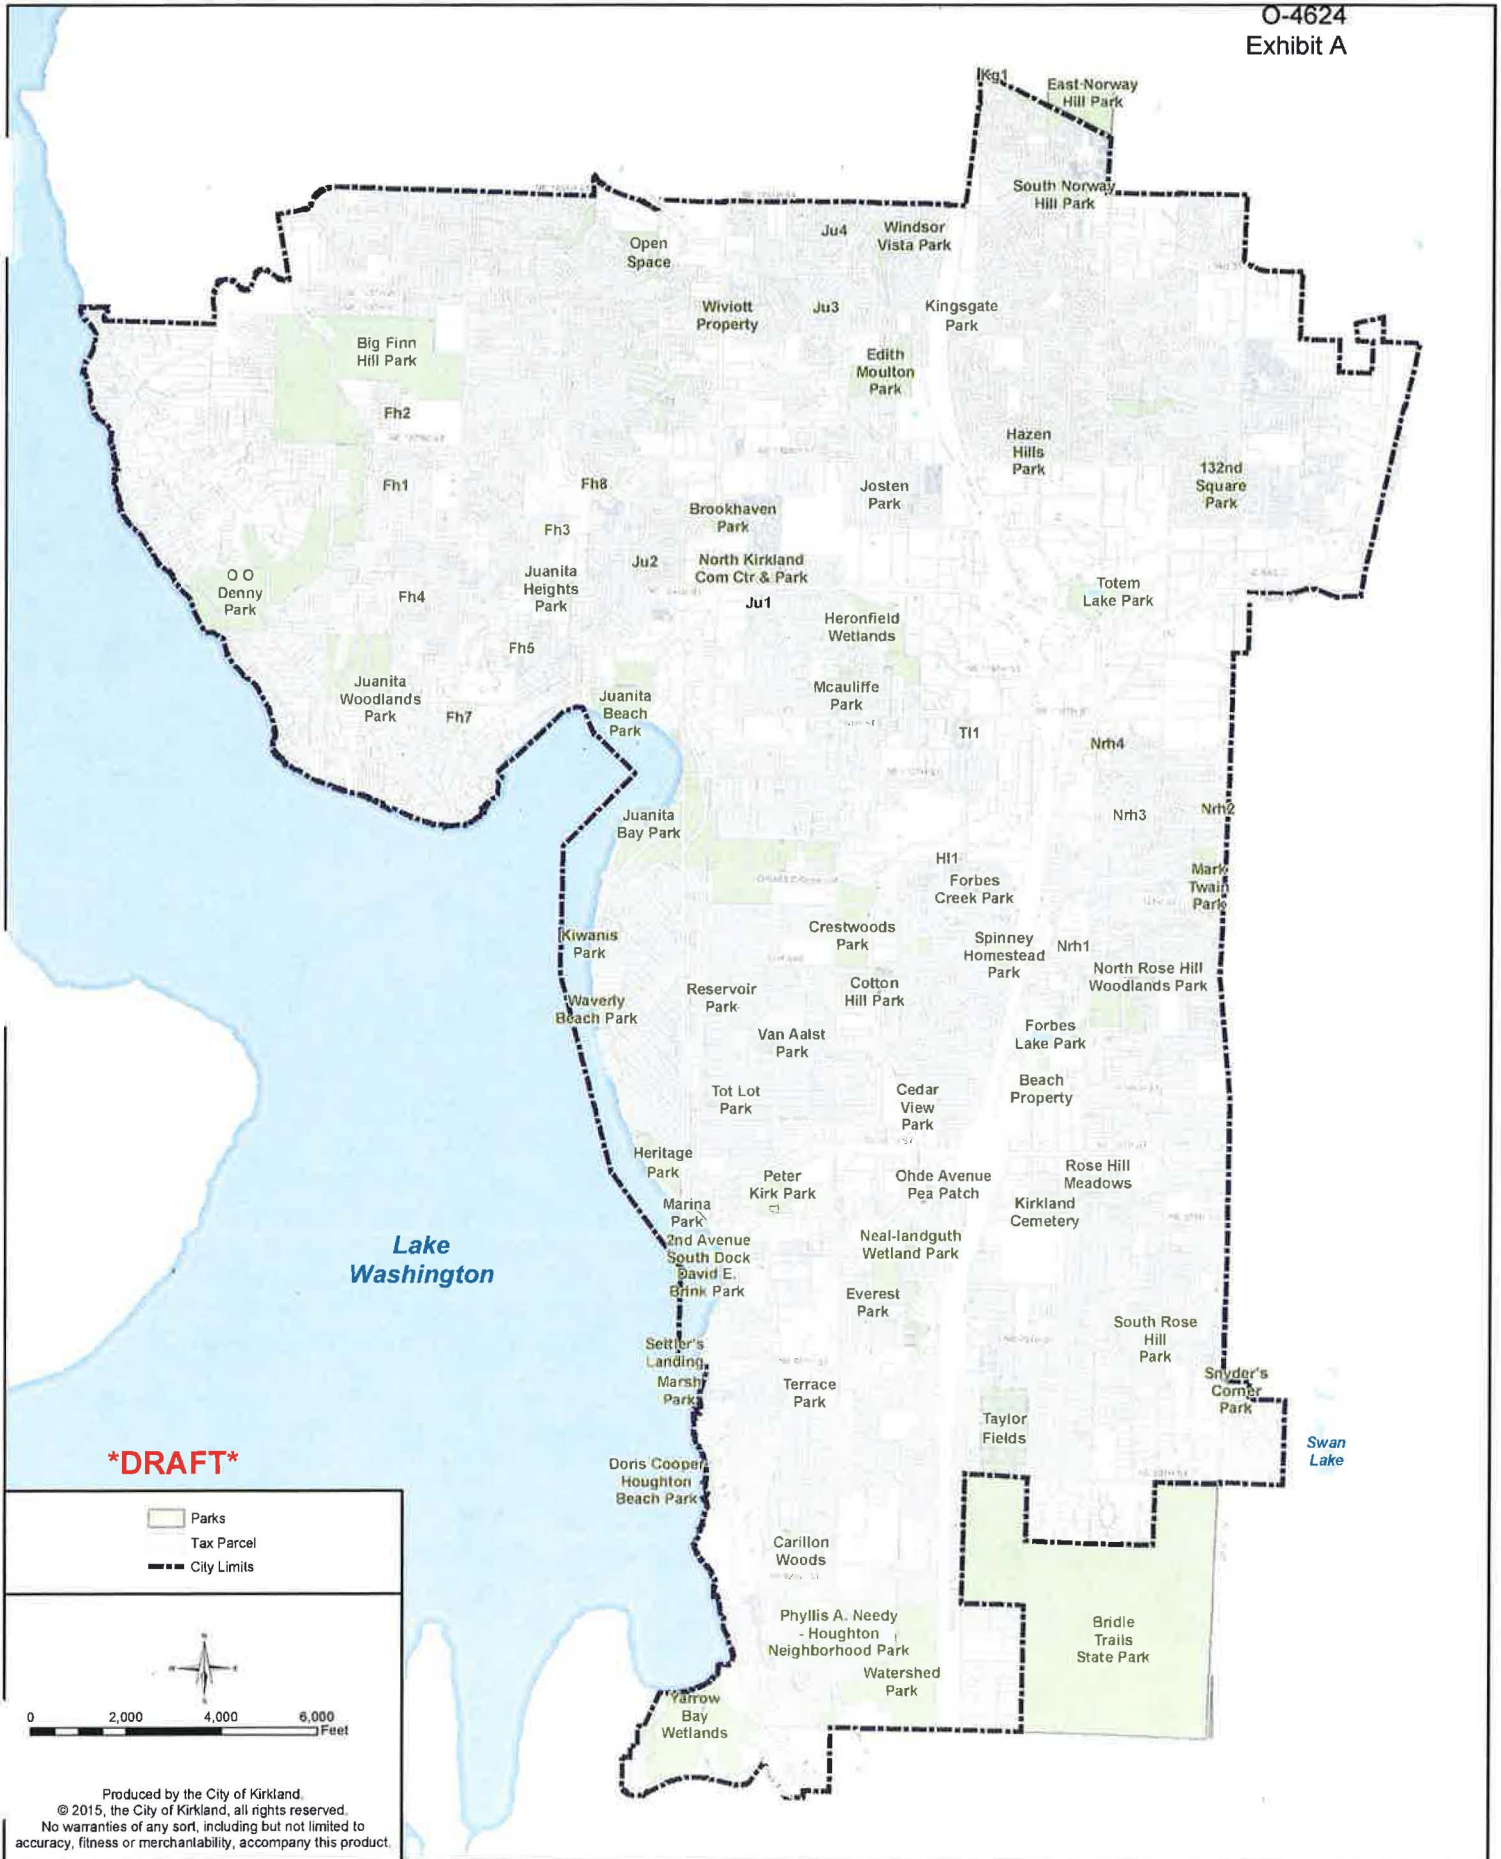 O-4624
Exhibit A
Kg1
East Norway
Hill Park
South Norway
Hill Park
Ju4
Windsor
Vista Park
Open
Space
Wiviott
Property
Ju3
Kingsgate
Park
Big Finn
Hill Park
Edith
Moulton
Park
Fh2
Hazen
Hills
Park
132nd
Square
Park
Fh1
Fh8
Josten
Park
Brookhaven
Park
Fh3
Ju2
North Kirkland
Com Ctr & Park
Ju1
O O
Denny
Park
Juanita
Heights
Park
Fh4
Totem
Lake Park
Heronfield
Wetlands
Fh5
Juanita
Woodlands
Park
Fh7
Juanita
Beach
Park
Mcauliffe
Park
Tl1
Nrh4
Juanita
Bay Park
Nrh3
Nrh2
Hl1
Forbes
Creek Park
Mark
Twain
Park
Kiwanis
Park
Crestwoods
Park
Spinney
Homestead
Park
Nrh1
North Rose Hill
Woodlands Park
Waverly
Beach Park
Reservoir
Park
Cotton
Hill Park
Van Aalst
Park
Forbes
Lake Park
Tot Lot
Park
Cedar
View
Park
Beach
Property
Heritage
Park
Peter
Kirk Park
Ohde Avenue
Pea Patch
Rose Hill
Meadows
Kirkland
Cemetery
Marina
Park
2nd Avenue
South Dock
David E.
Brink Park
Neal-landguth
Wetland Park
Lake
Washington
Everest
Park
South Rose
Hill
Park
Settler's
Landing
Marsh
Park
Terrace
Park
Snyder's
Corner
Park
Taylor
Fields
Swan
Lake
Doris Cooper
Houghton
Beach Park
Carillon
Woods
Phyllis A. Needy
- Houghton
Neighborhood Park
Watershed
Park
Bridle
Trails
State Park
Yarrow
Bay
Wetlands
*DRAFT*
Parks
Tax Parcel
City Limits
N
W E
S
0 2,000 4,000 6,000
Feet
Produced by the City of Kirkland.
© 2015, the City of Kirkland, all rights reserved.
No warranties of any sort, including but not limited to
accuracy, fitness or merchantability, accompany this product.